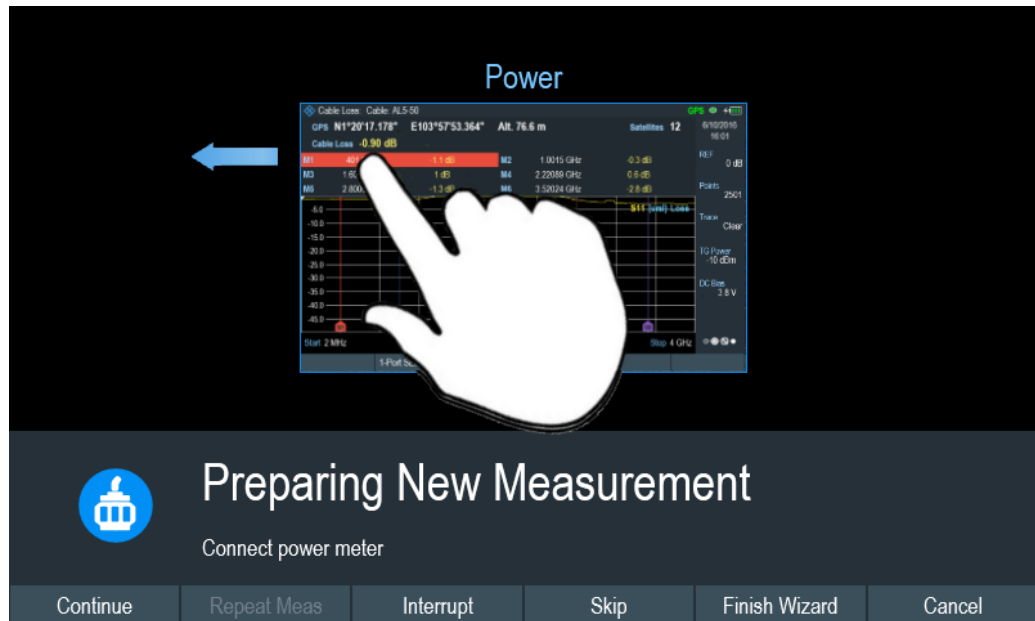 Power
Cable Loss: Cable: AL5-50 GPS
GPS N1°20'17.178" E103°57'53.364" Alt. 76.6 m Satellites 12 6/10/2016
Cable Loss -0.90 dB 16:01
M1 -1.1 dB M2 1.0015 GHz -0.3 dB REF
0 dB
M3 1 dB M4 2.22089 GHz 0.6 dB
M5 -1.3 dB M6 3.52024 GHz -2.8 dB Points
2501
-5.0 S11 Loss
-10.0 Trace
Clear
-15.0
-20.0 TG Power
-10 dBm
-25.0
-30.0 DC Bias
3.8 V
-35.0
-40.0
-45.0
Start 2 MHz Stop 4 GHz
1-Port
Preparing New Measurement
Connect power meter
Continue Repeat Meas Interrupt Skip Finish Wizard Cancel